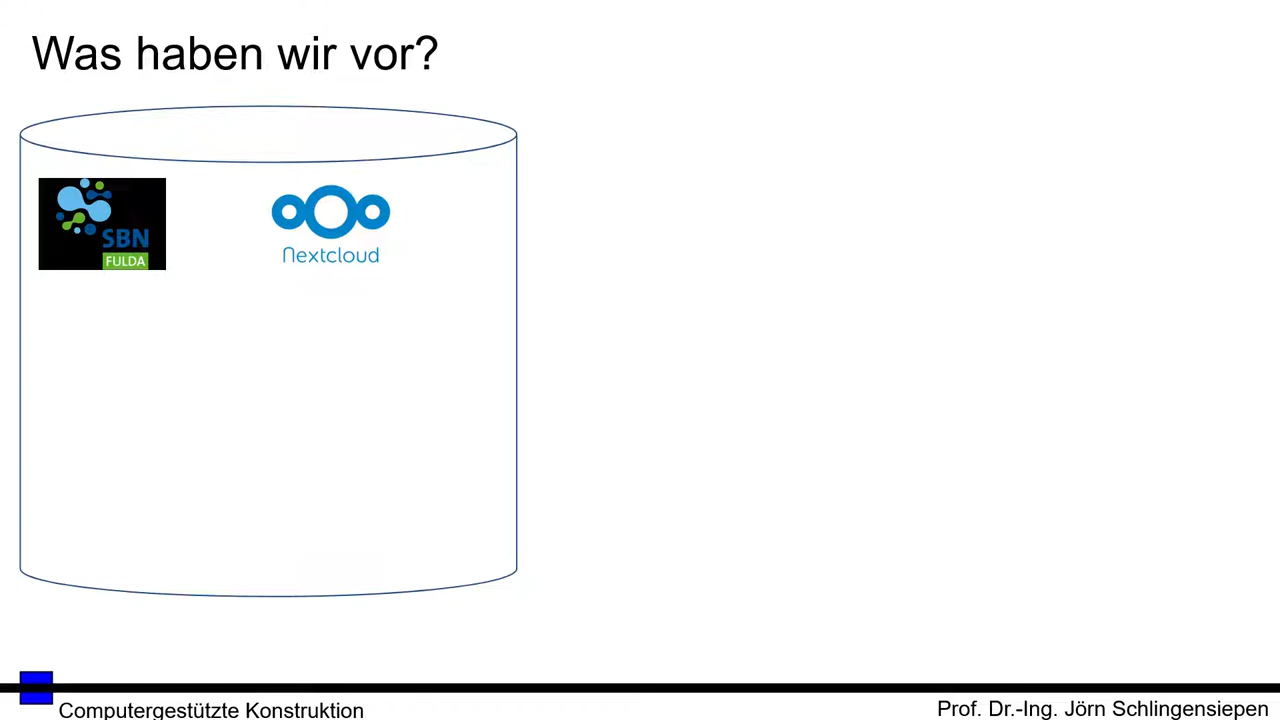 Was haben wir vor?
SBN
FULDA
Nextcloud
Computergestützte Konstruktion
Prof. Dr.-Ing. Jörn Schlingensiepen